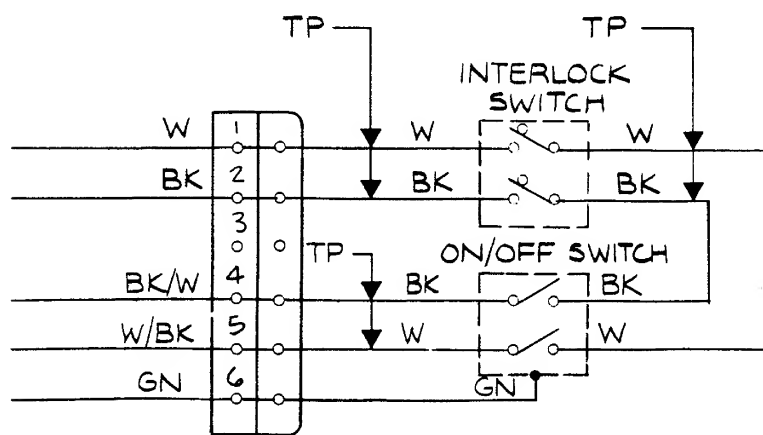 TP TP
INTERLOCK
SWITCH
W 1 W W
BK 2 BK BK
3
ON/OFF SWITCH
TP
BK/W 4 BK BK
W/BK 5 W W
GN 6 GN